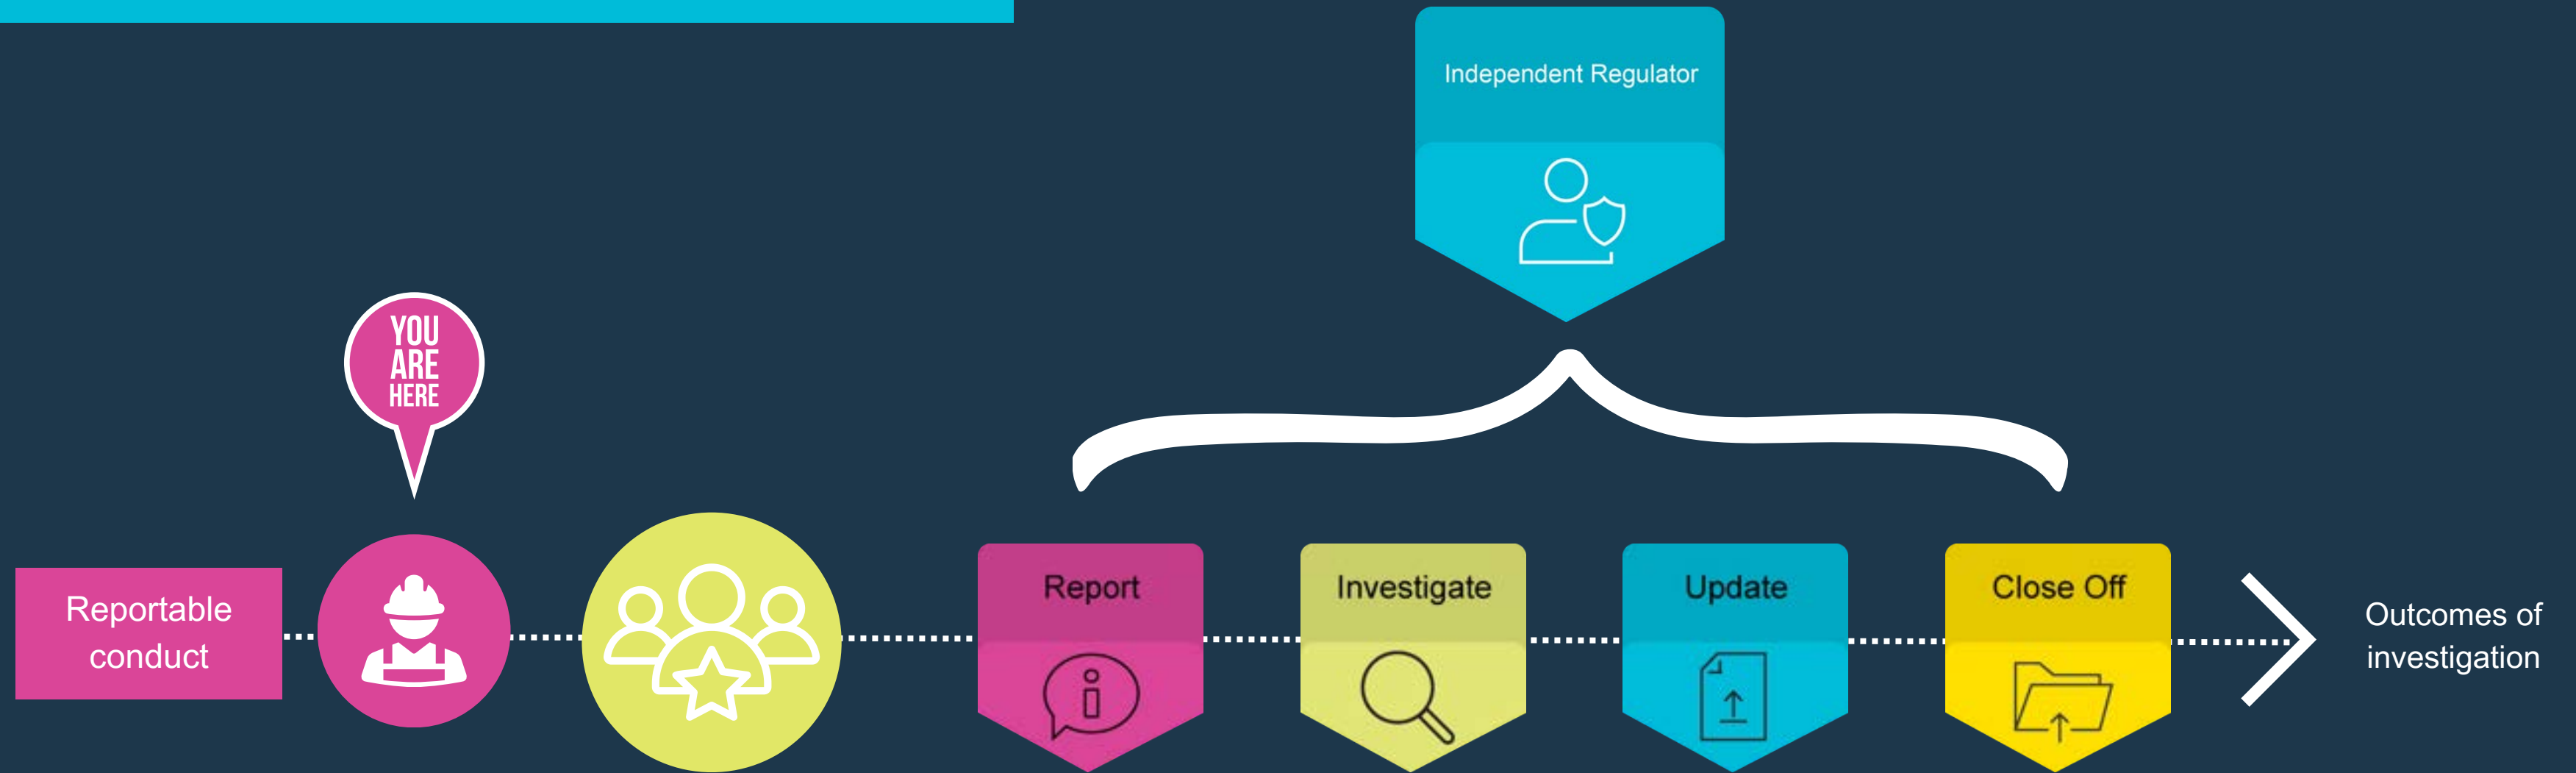 Independent Regulator
YOU
ARE
HERE
Reportable
conduct
Report
Investigate
Update
Close Off
Outcomes of
investigation